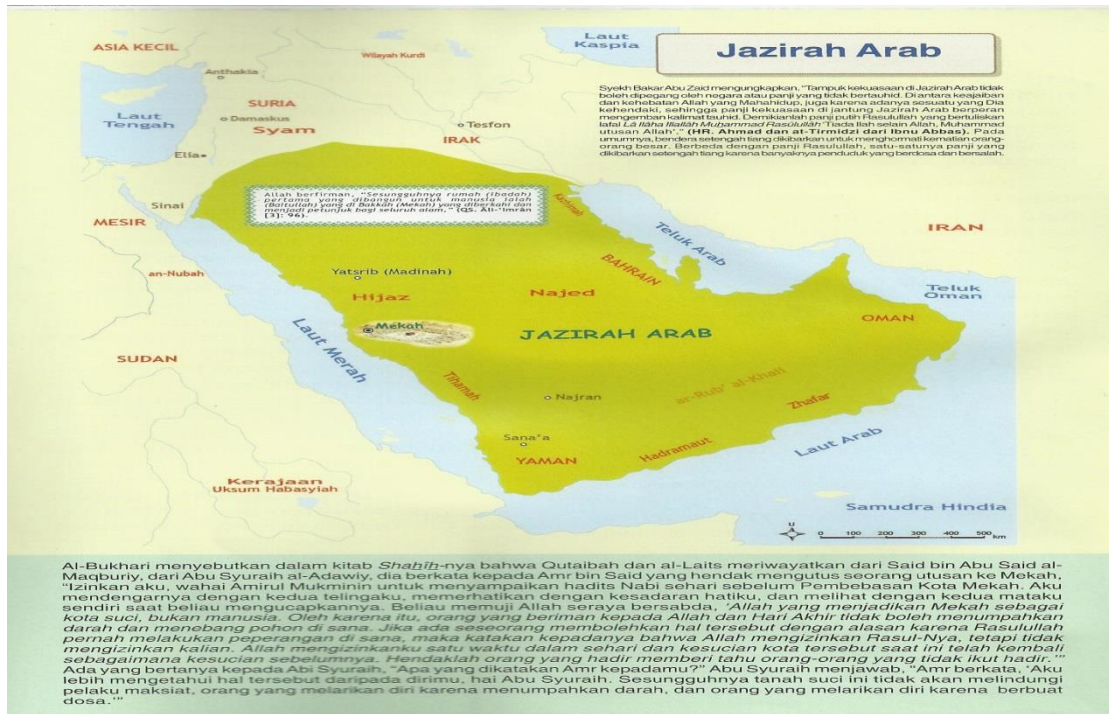 Jazirah Arab
Syekh Bakar Abu Zaid mengungkapkan, "Tampuk kekuasaan di Jazirah Arab tidak
boleh dipegang oleh negara atau panji yang tidak bertauhid. Di antara keajaiban
dan kehebatan Allah yang Mahahidup, juga karena adanya sesuatu yang Dia
kehendaki, sehingga panji kekuasaan di jantung Jazirah Arab berperan
mengemban kalimat tauhid. Demikianlah panji putih Rasulullah yang bertuliskan
lafal Lâ Ilâha Illallâh Muhammad Rasûlullâh 'Tiada Ilah selain Allah, Muhammad
utusan Allah'." (HR. Ahmad dan at-Tirmidzi dari Ibnu Abbas). Pada
umumnya, bendera setengah tiang dikibarkan untuk menghormati kematian orang-
orang besar. Berbeda dengan panji Rasulullah, satu-satunya panji yang
dikibarkan setengah tiang karena banyaknya penduduk yang berdosa dan bersalah.
ASIA KECIL
Wilayah Kurdi
Laut
Kaspia
Anthakia
SURIA
Laut
Tengah
Damaskus
Syam
Tesfon
IRAK
Elia
Allah berfirman, "Sesungguhnya rumah (ibadah)
pertama yang dibangun untuk manusia ialah
(Baitullah) yang di Bakkah (Mekah) yang diberkahi dan
menjadi petunjuk bagi seluruh alam," (QS. Âli-'Imrân
[3]: 96).
Sinai
MESIR
an-Nubah
Teluk Arab
IRAN
BAHRAIN
Yatsrib (Madinah)
Hijaz
Najed
Teluk
Oman
OMAN
Mekah
JAZIRAH ARAB
Laut Merah
SUDAN
Tihamah
Najran
ar-Rub' al-Khali
Zhafar
Sana'a
YAMAN
Hadramaut
Laut Arab
Kerajaan
Uksum Habasyiah
Samudra Hindia
U
0 100 200 300 400 500 km
Al-Bukhari menyebutkan dalam kitab Shahîh-nya bahwa Qutaibah dan al-Laits meriwayatkan dari Said bin Abu Said al-
Maqburiy, dari Abu Syuraih al-Adawiy, dia berkata kepada Amr bin Said yang hendak mengutus seorang utusan ke Mekah,
"Izinkan aku, wahai Amirul Mukminin untuk menyampaikan hadits Nabi sehari sebelum Pembebasan Kota Mekah. Aku
mendengarnya dengan kedua telingaku, memerhatikan dengan kesadaran hatiku, dan melihat dengan kedua mataku
sendiri saat beliau mengucapkannya. Beliau memuji Allah seraya bersabda, 'Allah yang menjadikan Mekah sebagai
kota suci, bukan manusia. Oleh karena itu, orang yang beriman kepada Allah dan Hari Akhir tidak boleh menumpahkan
darah dan menebang pohon di sana. Jika ada seseorang membolehkan hal tersebut dengan alasan karena Rasulullah
pernah melakukan peperangan di sana, maka katakan kepadanya bahwa Allah mengizinkan Rasul-Nya, tetapi tidak
mengizinkan kalian. Allah mengizinkanku satu waktu dalam sehari dan kesucian kota tersebut saat ini telah kembali
sebagaimana kesucian sebelumnya. Hendaklah orang yang hadir memberi tahu orang-orang yang tidak ikut hadir.'"
Ada yang bertanya kepada Abi Syuraih, "Apa yang dikatakan Amr kepadamu?" Abu Syuraih menjawab, "Amr berkata, 'Aku
lebih mengetahui hal tersebut daripada dirimu, hai Abu Syuraih. Sesungguhnya tanah suci ini tidak akan melindungi
pelaku maksiat, orang yang melarikan diri karena menumpahkan darah, dan orang yang melarikan diri karena berbuat
dosa.'"